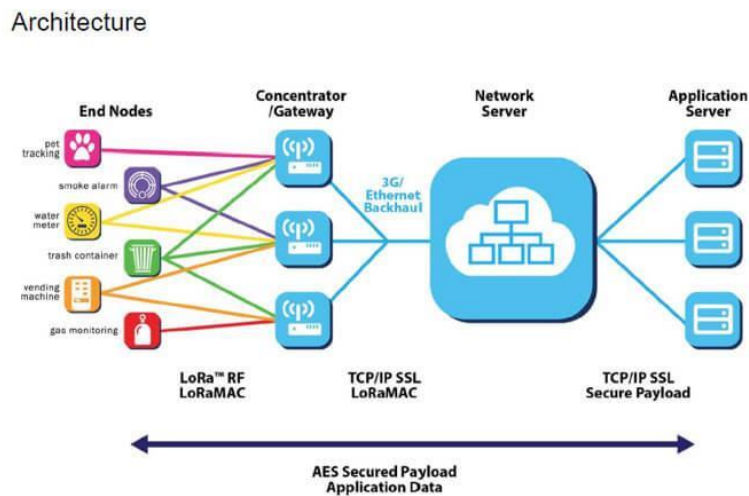 Architecture
End Nodes
Concentrator
/Gateway
Network
Server
Application
Server
pet
tracking
smoke alarm
water
meter
trash container
vending
machine
gas monitoring
3G/
Ethernet
Backhaul
LoRa™ RF
LoRaMAC
TCP/IP SSL
LoRaMAC
TCP/IP SSL
Secure Payload
AES Secured Payload
Application Data